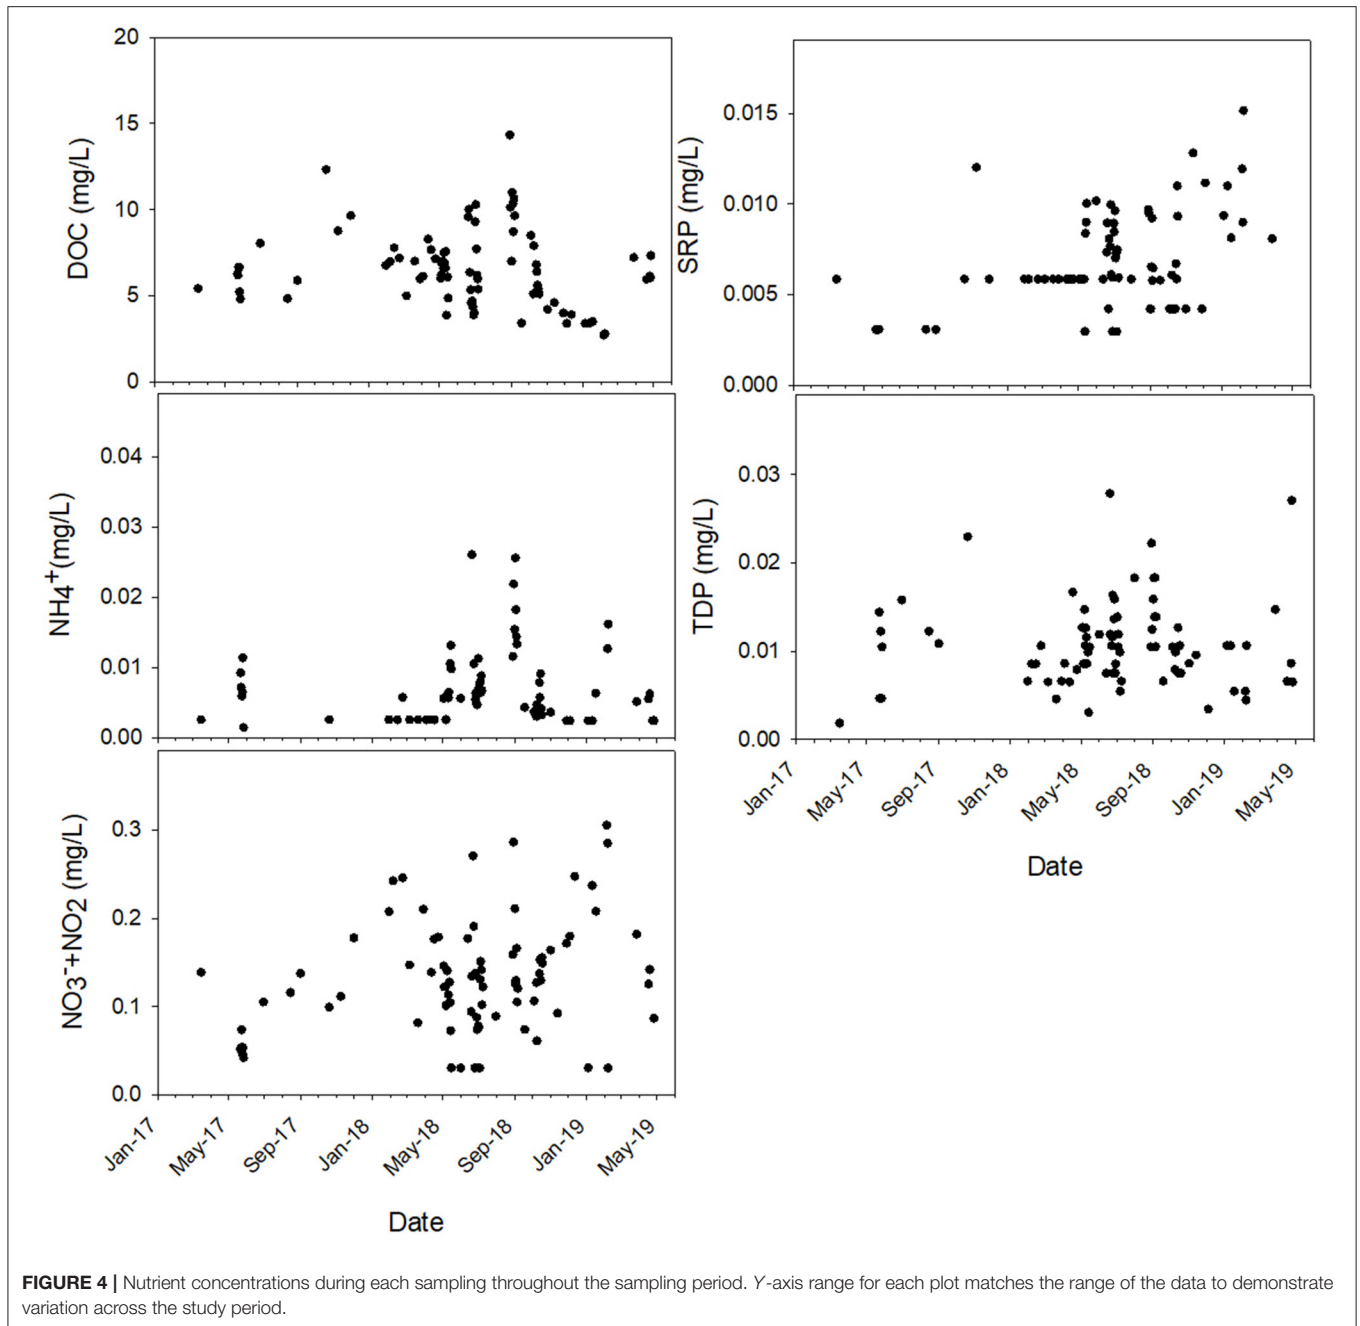 20
15
10
5
0
DOC (mg/L)
0.015
0.010
0.005
0.000
SRP (mg/L)
0.04
0.03
0.02
0.01
0.00
NH4+(mg/L)
0.03
0.02
0.01
0.00
TDP (mg/L)
Jan-17
May-17
Sep-17
Jan-18
May-18
Sep-18
Jan-19
May-19
Date
0.3
0.2
0.1
0.0
NO3-+NO2 (mg/L)
Jan-17
May-17
Sep-17
Jan-18
May-18
Sep-18
Jan-19
May-19
Date
FIGURE 4 | Nutrient concentrations during each sampling throughout the sampling period. Y-axis range for each plot matches the range of the data to demonstrate
variation across the study period.